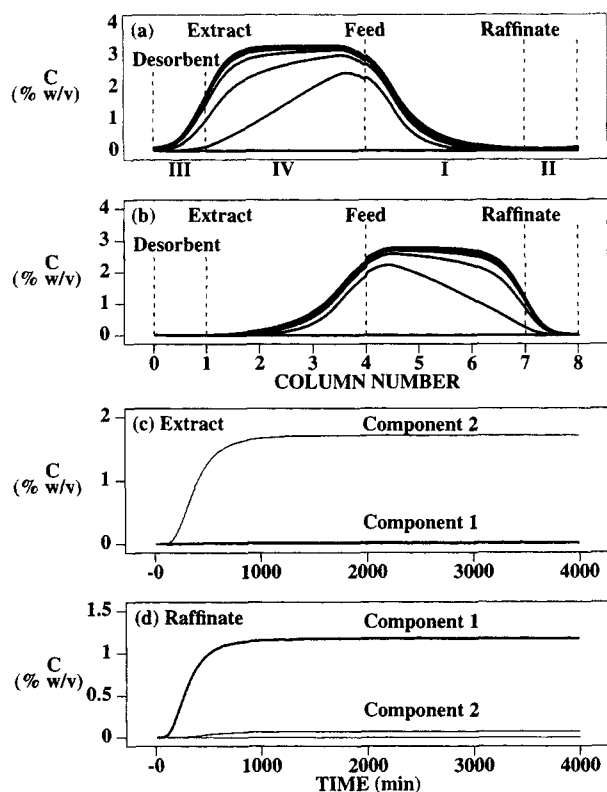 (a) Extract Feed Raffinate
Desorbent
C
(% w/v)
4
3
2
1
0
III IV I II
(b) Extract Feed Raffinate
Desorbent
C
(% w/v)
4
3
2
1
0
0 1 2 3 4 5 6 7 8
COLUMN NUMBER
(c) Extract Component 2
C
(% w/v)
2
1
0
Component 1
-0 1000 2000 3000 4000
(d) Raffinate Component 1
C
(% w/v)
1.5
1
0.5
0
Component 2
-0 1000 2000 3000 4000
TIME (min)